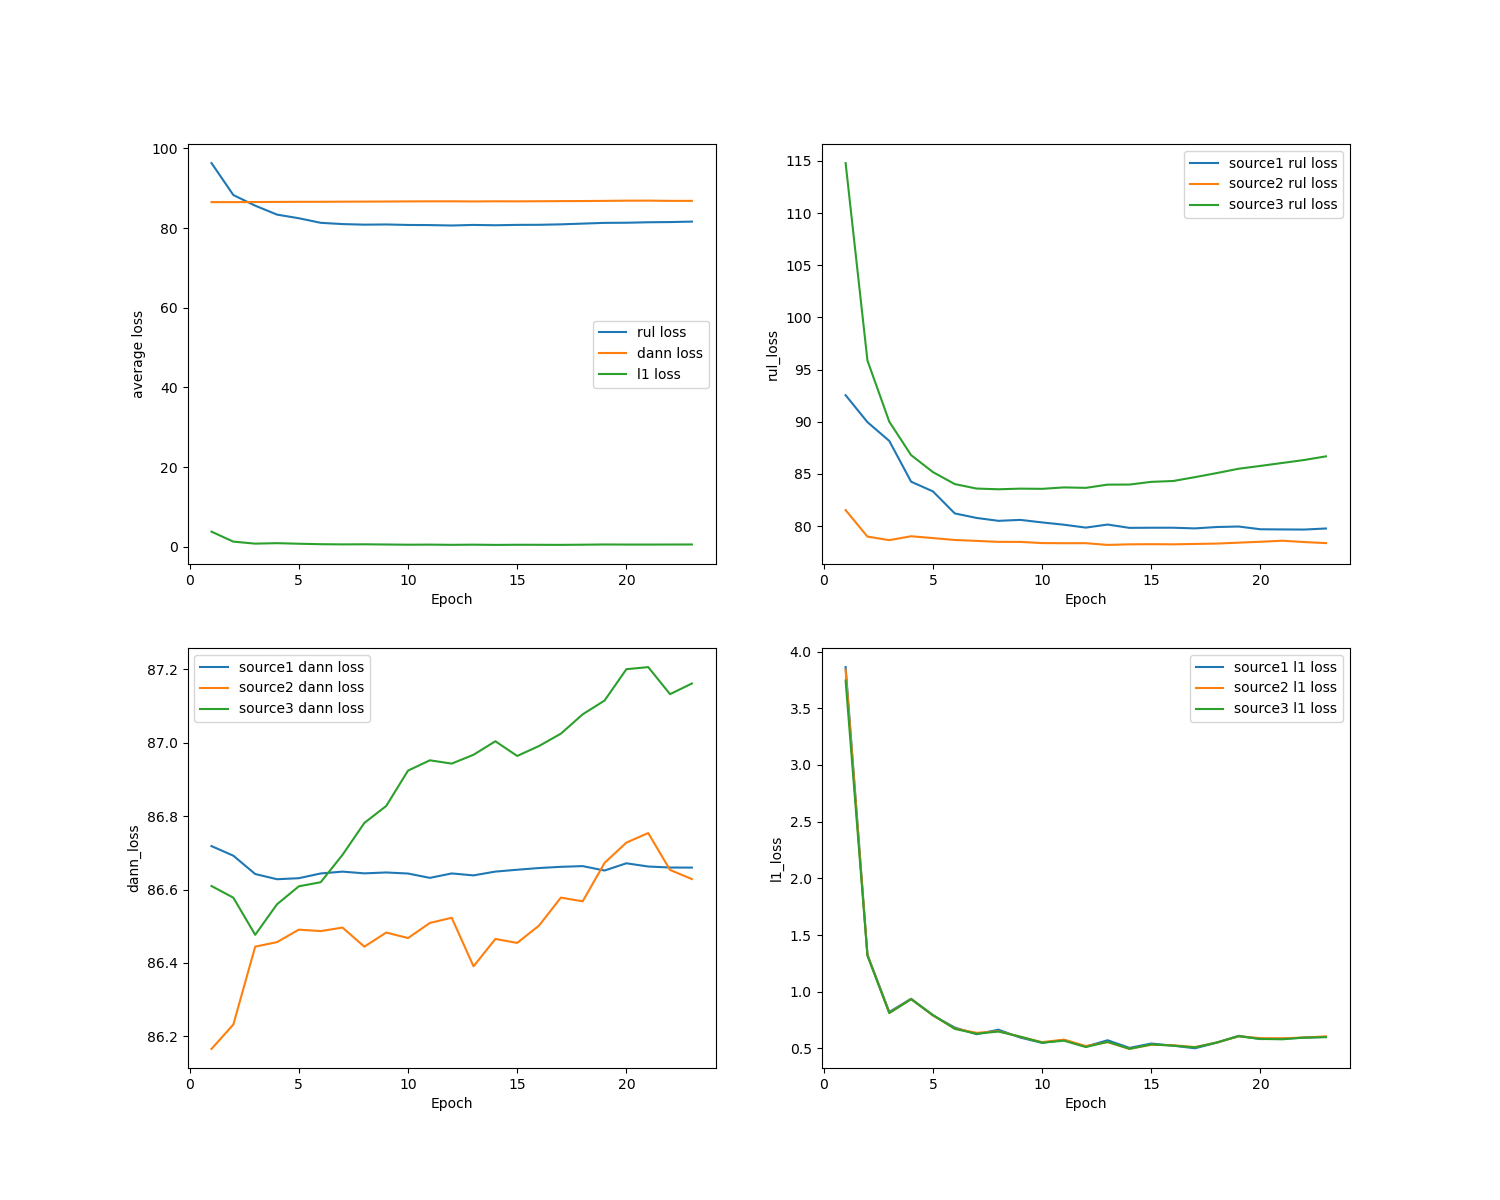 100
80
60
40
20
0
average loss
rul loss
dann loss
l1 loss
0 5 10 15 20
Epoch
115
110
105
100
95
90
85
80
rul_loss
source1 rul loss
source2 rul loss
source3 rul loss
0 5 10 15 20
Epoch
87.2
87.0
86.8
86.6
86.4
86.2
dann_loss
source1 dann loss
source2 dann loss
source3 dann loss
0 5 10 15 20
Epoch
4.0
3.5
3.0
2.5
2.0
1.5
1.0
0.5
l1_loss
source1 l1 loss
source2 l1 loss
source3 l1 loss
0 5 10 15 20
Epoch